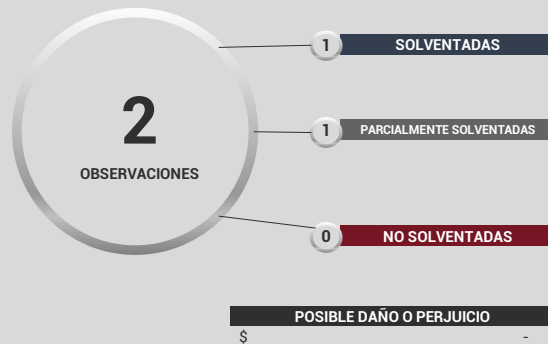 2
OBSERVACIONES
1 SOLVENTADAS
1 PARCIALMENTE SOLVENTADAS
0 NO SOLVENTADAS
POSIBLE DAÑO O PERJUICIO
$ -